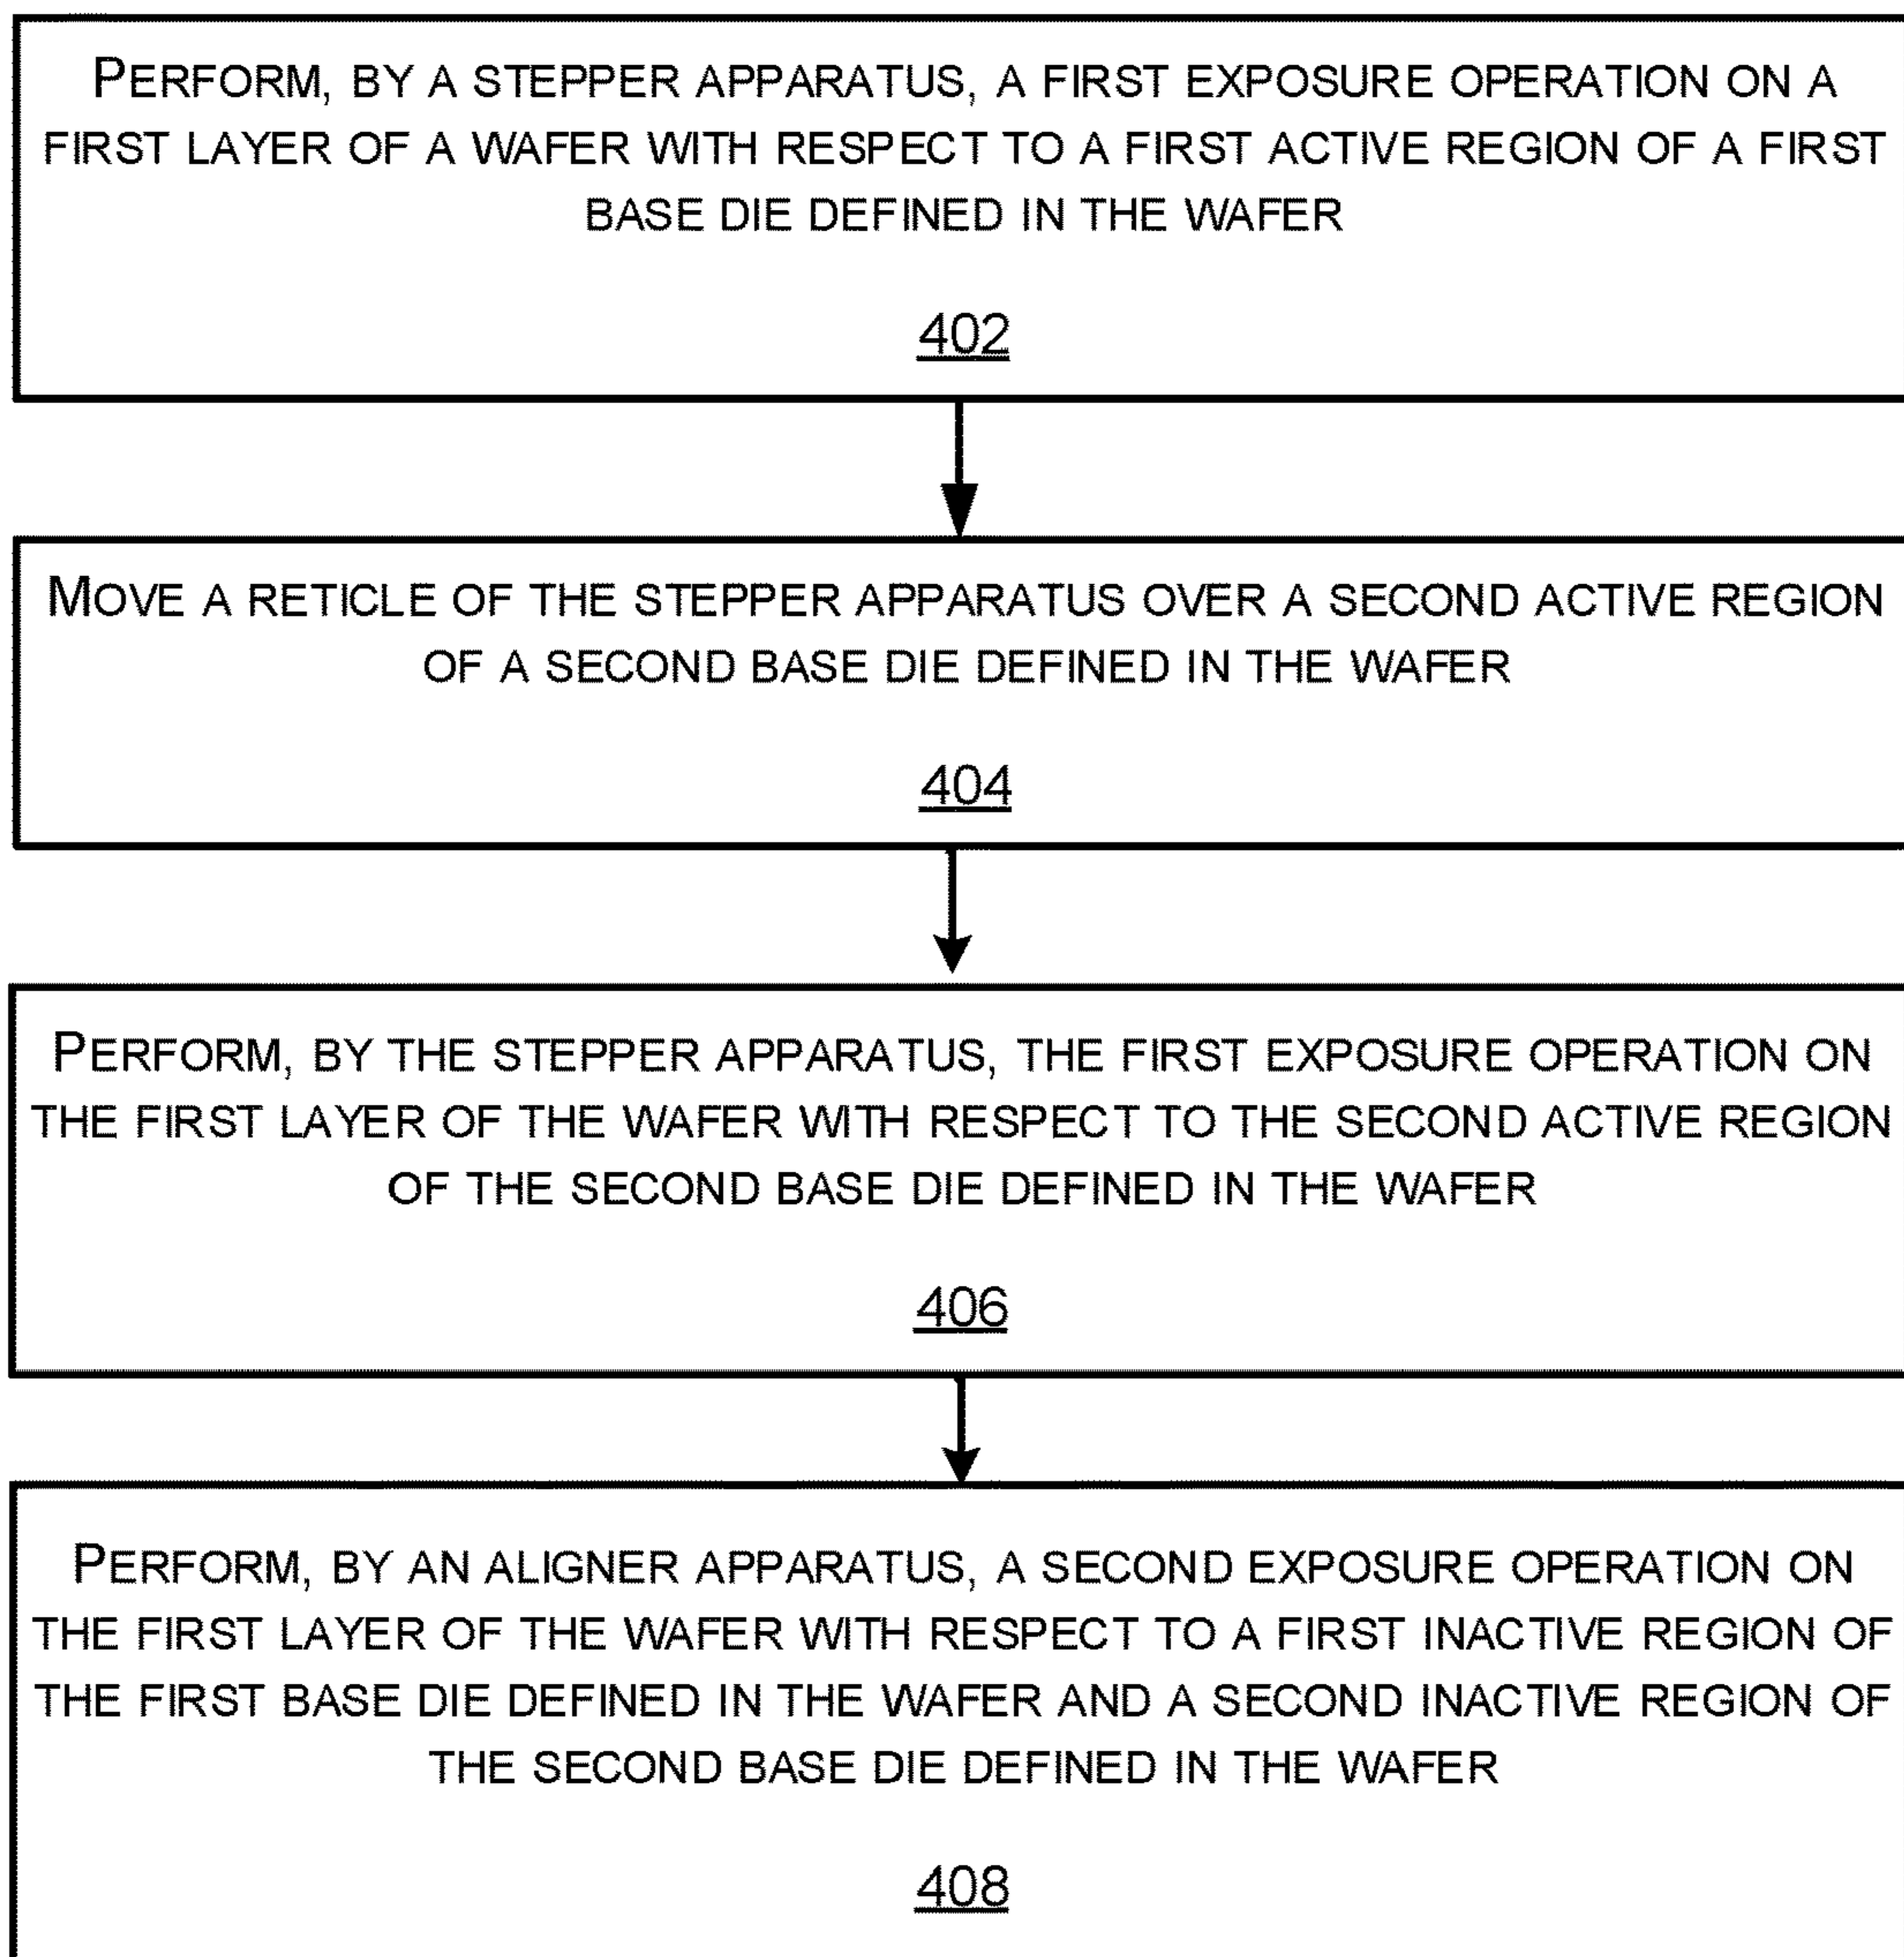 PERFORM, BY A STEPPER APPARATUS, A FIRST EXPOSURE OPERATION ON A
FIRST LAYER OF A WAFER WITH RESPECT TO A FIRST ACTIVE REGION OF A FIRST
BASE DIE DEFINED IN THE WAFER
402
MOVE A RETICLE OF THE STEPPER APPARATUS OVER A SECOND ACTIVE REGION
OF A SECOND BASE DIE DEFINED IN THE WAFER
404
PERFORM, BY THE STEPPER APPARATUS, THE FIRST EXPOSURE OPERATION ON
THE FIRST LAYER OF THE WAFER WITH RESPECT TO THE SECOND ACTIVE REGION
OF THE SECOND BASE DIE DEFINED IN THE WAFER
406
PERFORM, BY AN ALIGNER APPARATUS, A SECOND EXPOSURE OPERATION ON
THE FIRST LAYER OF THE WAFER WITH RESPECT TO A FIRST INACTIVE REGION OF
THE FIRST BASE DIE DEFINED IN THE WAFER AND A SECOND INACTIVE REGION OF
THE SECOND BASE DIE DEFINED IN THE WAFER
408